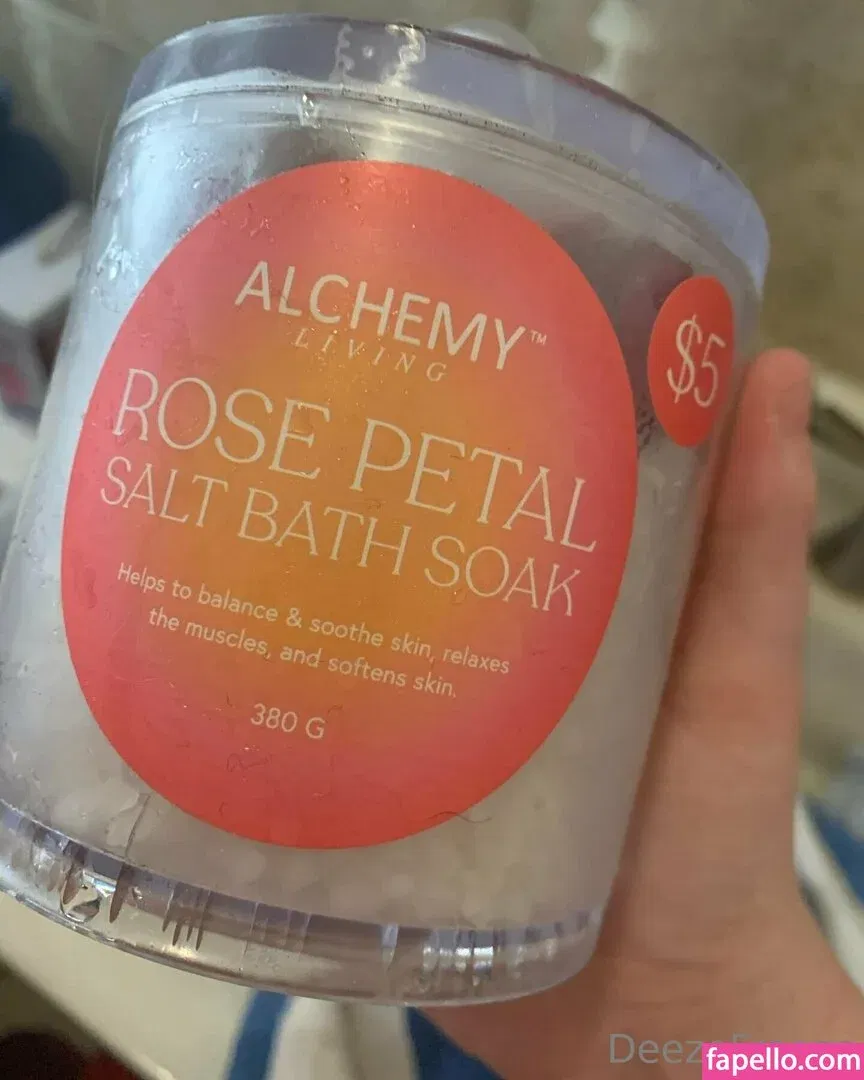 ALCHEMY™
LIVING
$5
ROSE PETAL
SALT BATH SOAK
Helps to balance & soothe skin, relaxes
the muscles, and softens skin.
380 G
fapello.com